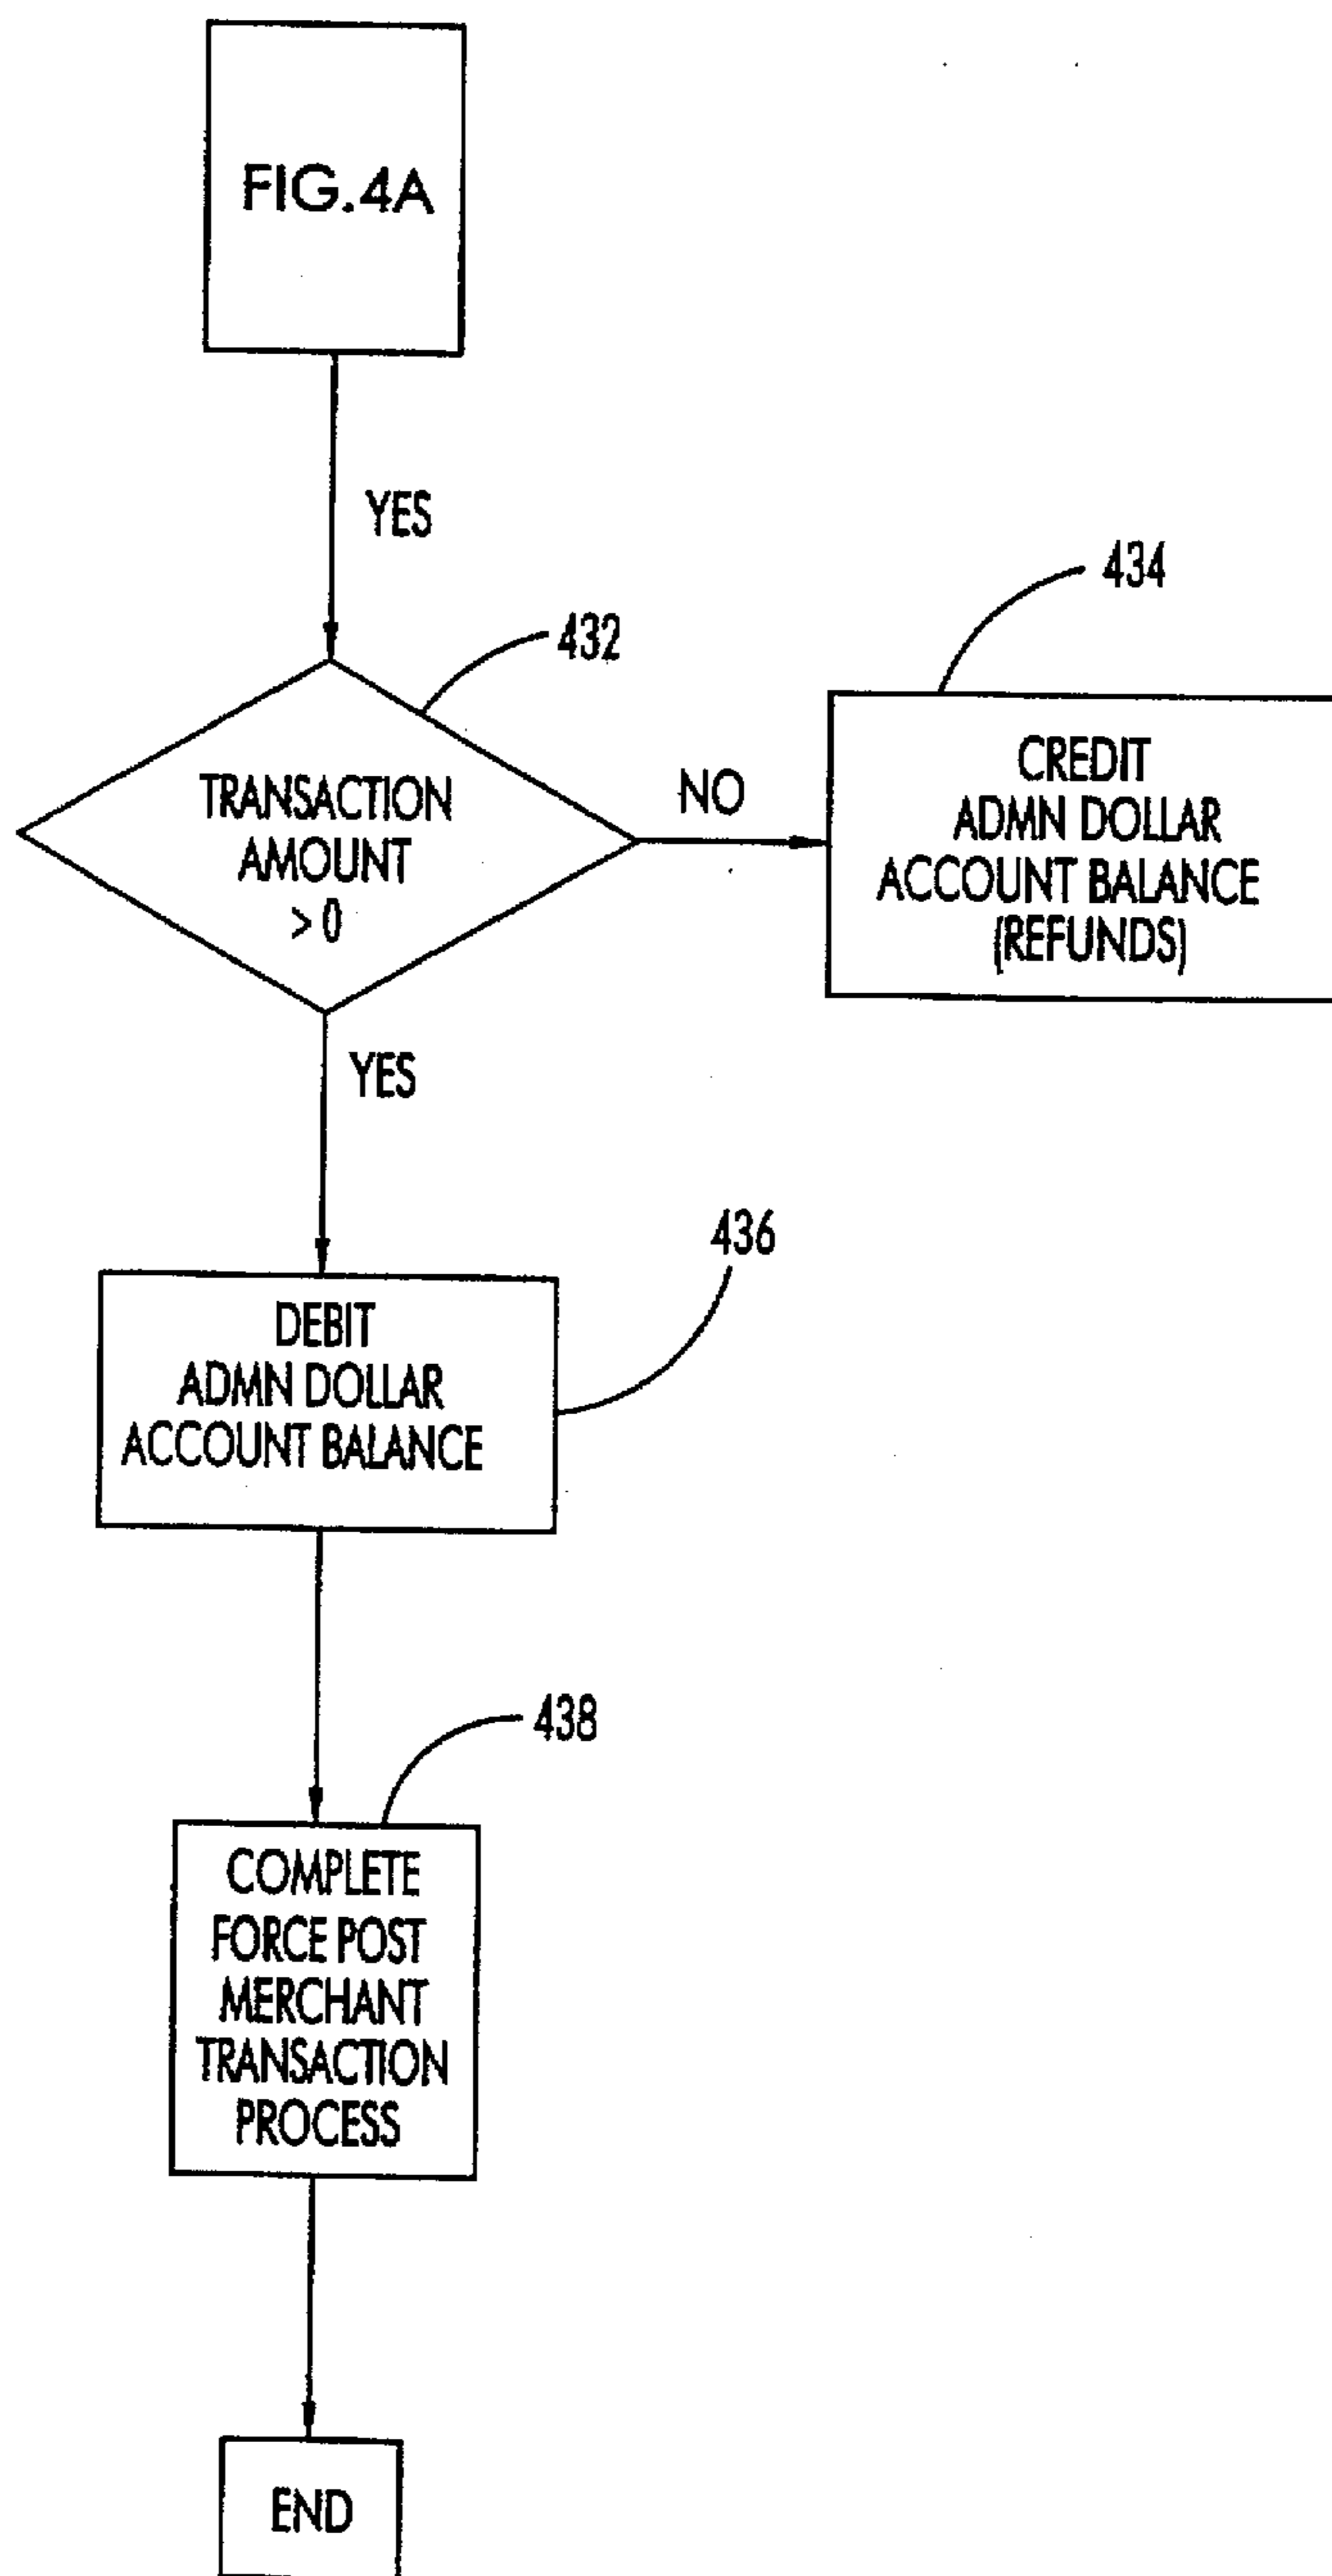 FIG.4A
YES
432
434
TRANSACTION
AMOUNT
> 0
NO
CREDIT
ADMN DOLLAR
ACCOUNT BALANCE
(REFUNDS)
YES
436
DEBIT
ADMN DOLLAR
ACCOUNT BALANCE
438
COMPLETE
FORCE POST
MERCHANT
TRANSACTION
PROCESS
END